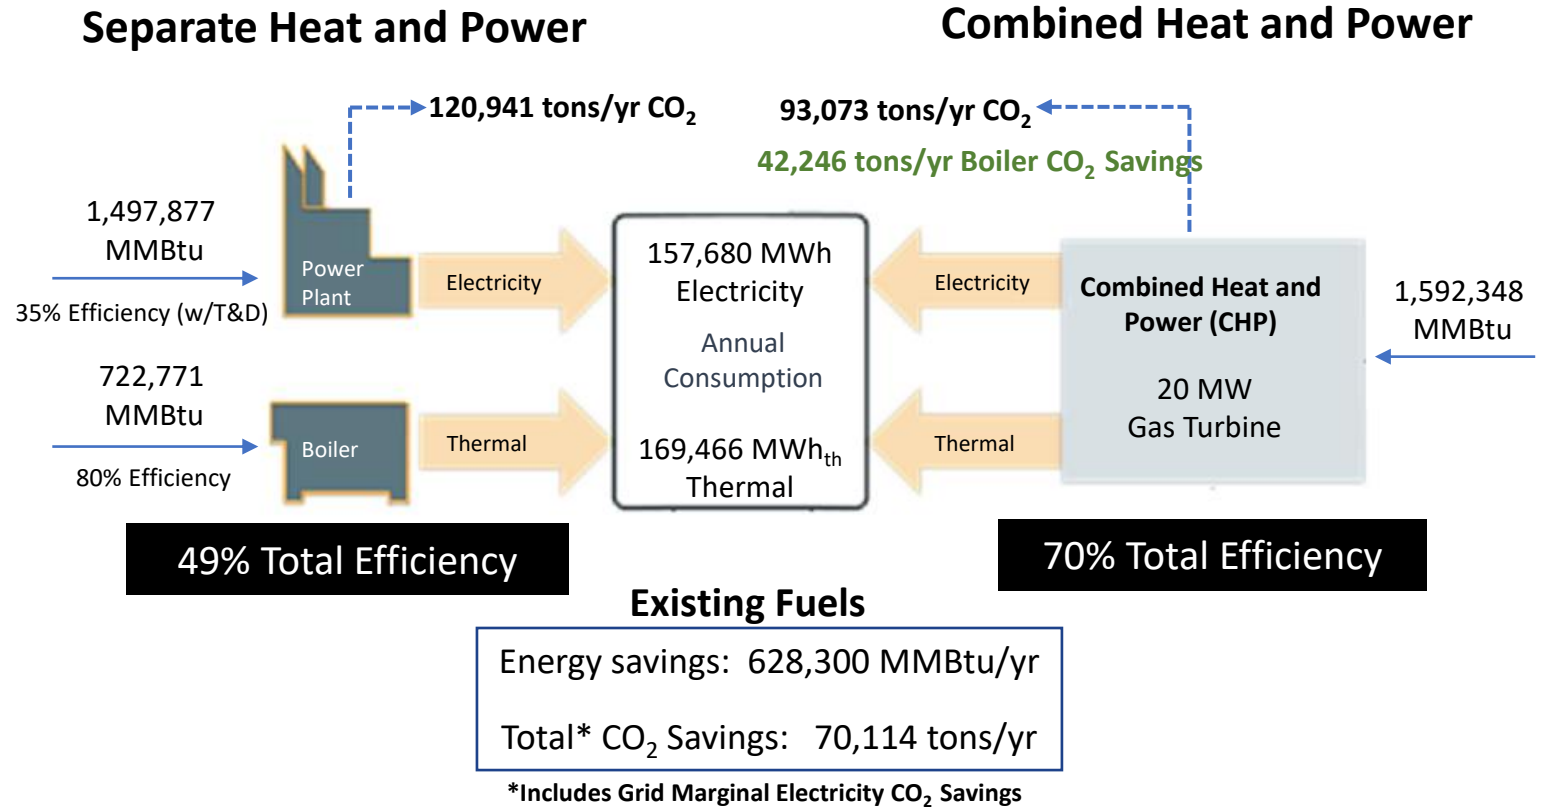 Separate Heat and Power
Combined Heat and Power
120,941 tons/yr CO₂
93,073 tons/yr CO₂
42,246 tons/yr Boiler CO₂ Savings
1,497,877
MMBtu
35% Efficiency (w/T&D)
Power
Plant
Electricity
722,771
MMBtu
80% Efficiency
Boiler
Thermal
157,680 MWh
Electricity
Annual
Consumption
169,466 MWhₜₕ
Thermal
Electricity
Thermal
Combined Heat and
Power (CHP)
20 MW
Gas Turbine
1,592,348
MMBtu
49% Total Efficiency
70% Total Efficiency
Existing Fuels
Energy savings: 628,300 MMBtu/yr
Total* CO₂ Savings: 70,114 tons/yr
*Includes Grid Marginal Electricity CO₂ Savings